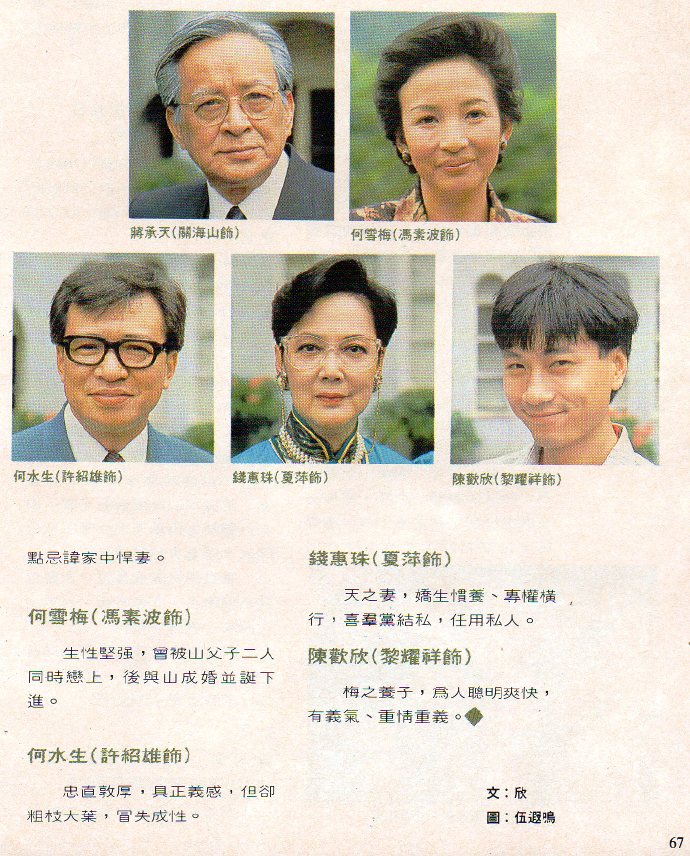 蔣承天(關海山飾)
何雪梅(馮素波飾)
何水生(許紹雄飾)
錢惠珠(夏萍飾)
陳歡欣(黎耀祥飾)
點忌諱家中悍妻。
何雪梅(馮素波飾)
生性堅强，曾被山父子二人
同時戀上，後與山成婚並誕下
進。
何水生(許紹雄飾)
忠直敦厚，具正義感，但卻
粗枝大葉，冒失成性。
錢惠珠(夏萍飾)
天之妻，嬌生慣養、專權橫
行，喜羣黨結私，任用私人。
陳歡欣(黎耀祥飾)
梅之養子，爲人聰明爽快，
有義氣、重情重義。
文：欣
圖：伍遐鳴
67